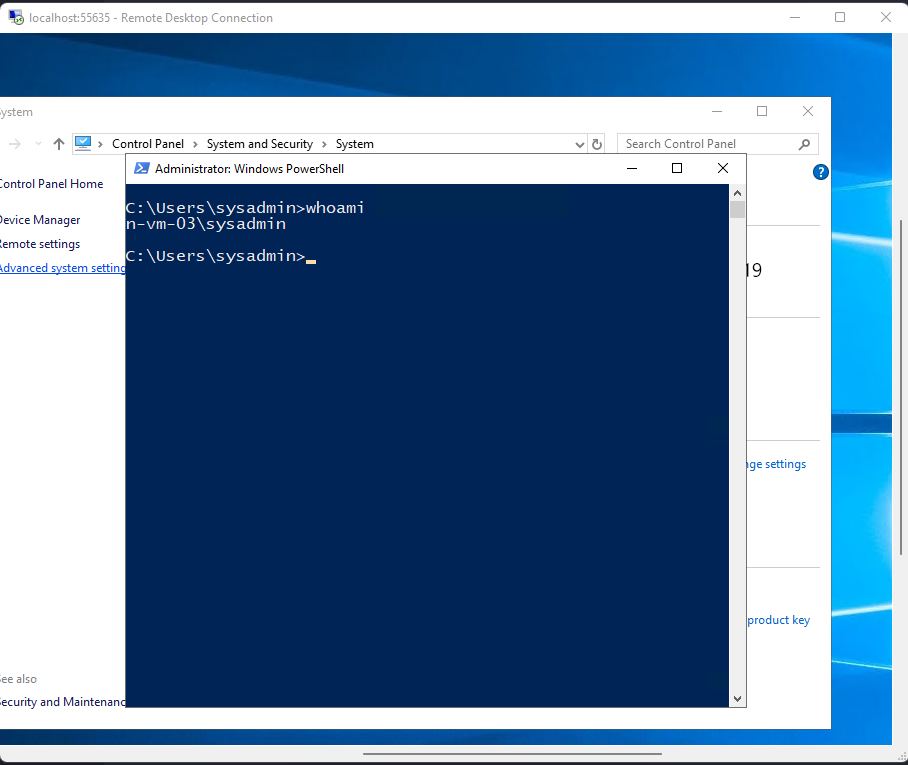 localhost:55635 - Remote Desktop Connection
ystem
Control Panel > System and Security > System
Search Control Panel
Administrator: Windows PowerShell
?
Control Panel Home
Device Manager
Remote settings
Advanced system setting
C:\Users\sysadmin>whoami
n-vm-03\sysadmin
C:\Users\sysadmin>_
19
ge settings
product key
ee also
Security and Maintenanc